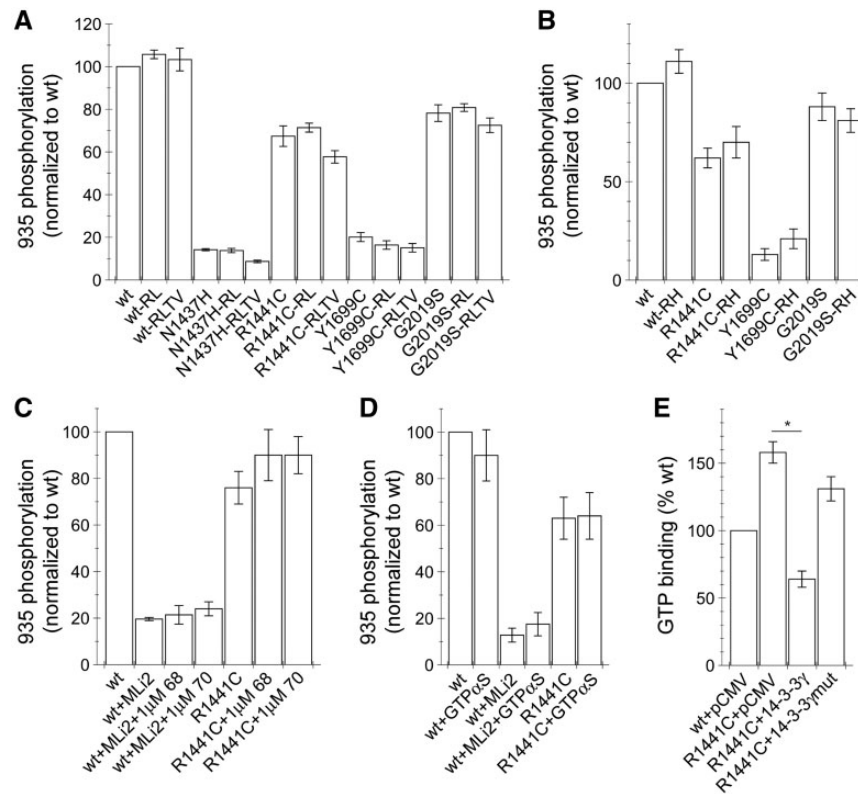 A
935 phosphorylation
(normalized to wt)
120
100
80
60
40
20
0
wt
wt-RL
wt-RLTV
N1437H
N1437H-RL
N1437H-RLTV
R1441C
R1441C-RL
R1441C-RLTV
Y1699C
Y1699C-RL
Y1699C-RLTV
G2019S
G2019S-RL
G2019S-RLTV
B
935 phosphorylation
(normalized to wt)
100
50
0
wt
wt-RH
R1441C
R1441C-RH
Y1699C
Y1699C-RH
G2019S
G2019S-RH
C
935 phosphorylation
(normalized to wt)
100
80
60
40
20
0
wt
wt+MLi2
wt+MLi2+1μM 68
wt+MLi2+1μM 70
R1441C
R1441C+1μM 68
R1441C+1μM 70
D
935 phosphorylation
(normalized to wt)
100
80
60
40
20
0
wt
wt+GTPαS
wt+MLi2
wt+MLi2+GTPαS
R1441C
R1441C+GTPαS
E
GTP binding (% wt)
150
100
50
0
*
wt+pCMV
R1441C+pCMV
R1441C+14-3-3γ
R1441C+14-3-3γmut